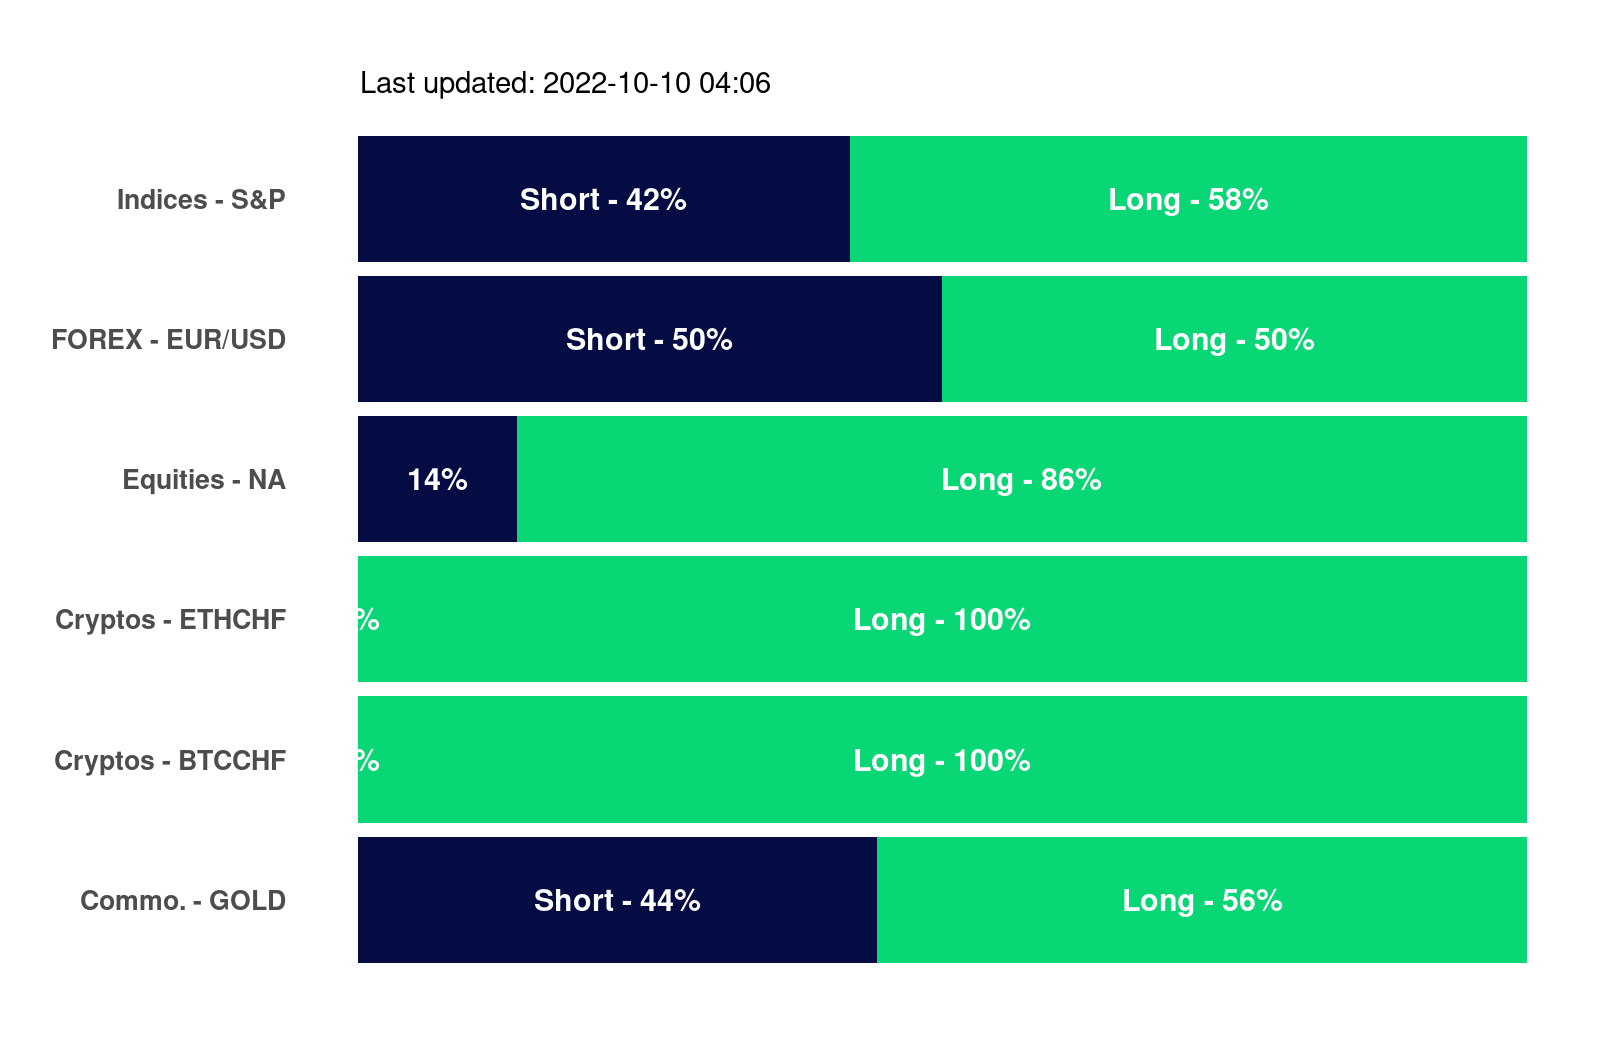 Last updated: 2022-10-10 04:06
Indices - S&P Short - 42% Long - 58%
FOREX - EUR/USD Short - 50% Long - 50%
Equities - NA 14% Long - 86%
Cryptos - ETHCHF % Long - 100%
Cryptos - BTCCHF % Long - 100%
Commo. - GOLD Short - 44% Long - 56%